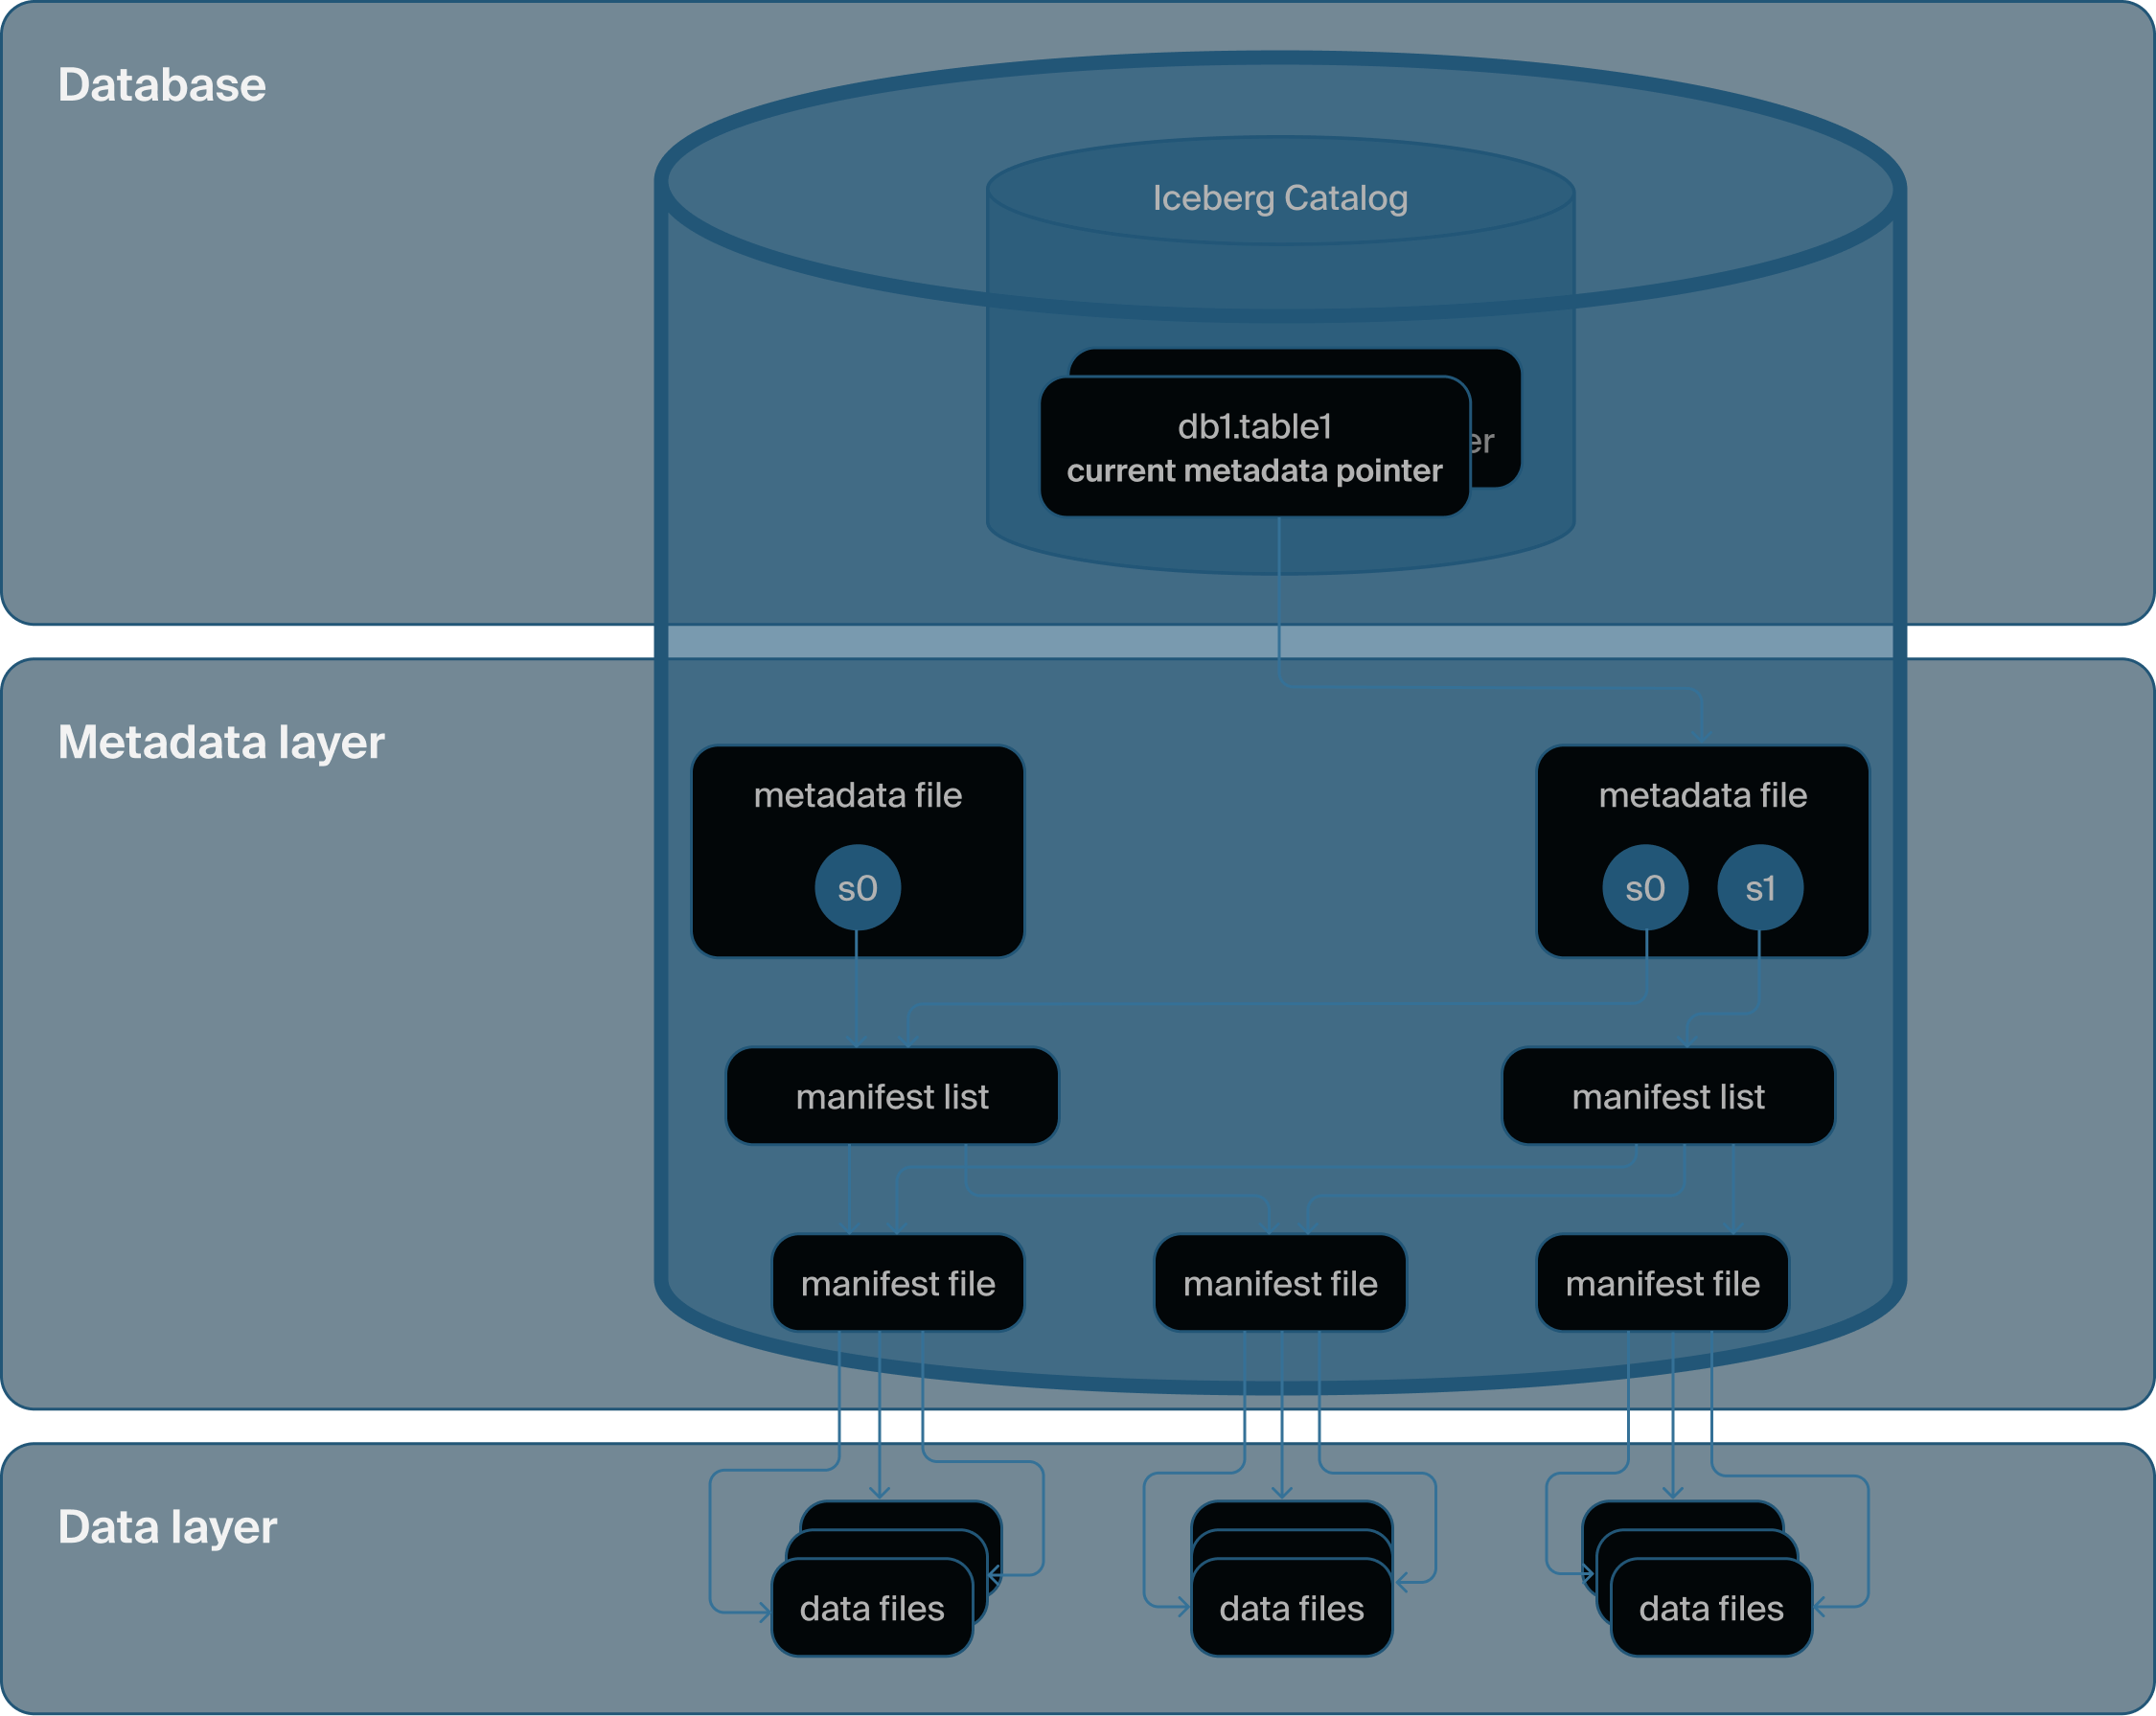 Database
Iceberg Catalog
db1.table1
current metadata pointer
Metadata layer
metadata file
metadata file
s0
s0
s1
manifest list
manifest list
manifest file
manifest file
manifest file
Data layer
data files
data files
data files